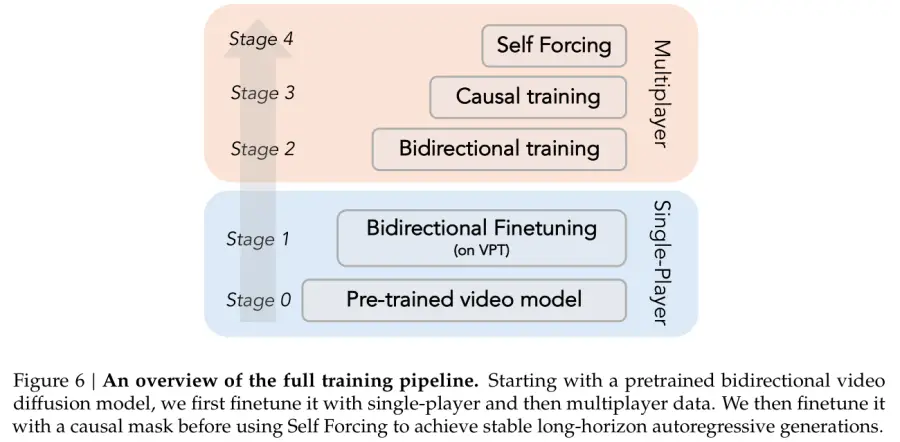 Stage 4
Self Forcing
Stage 3
Causal training
Stage 2
Bidirectional training
Multiplayer
Stage 1
Bidirectional Finetuning
(on VPT)
Stage 0
Pre-trained video model
Single-Player
Figure 6 | An overview of the full training pipeline. Starting with a pretrained bidirectional video
diffusion model, we first finetune it with single-player and then multiplayer data. We then finetune it
with a causal mask before using Self Forcing to achieve stable long-horizon autoregressive generations.